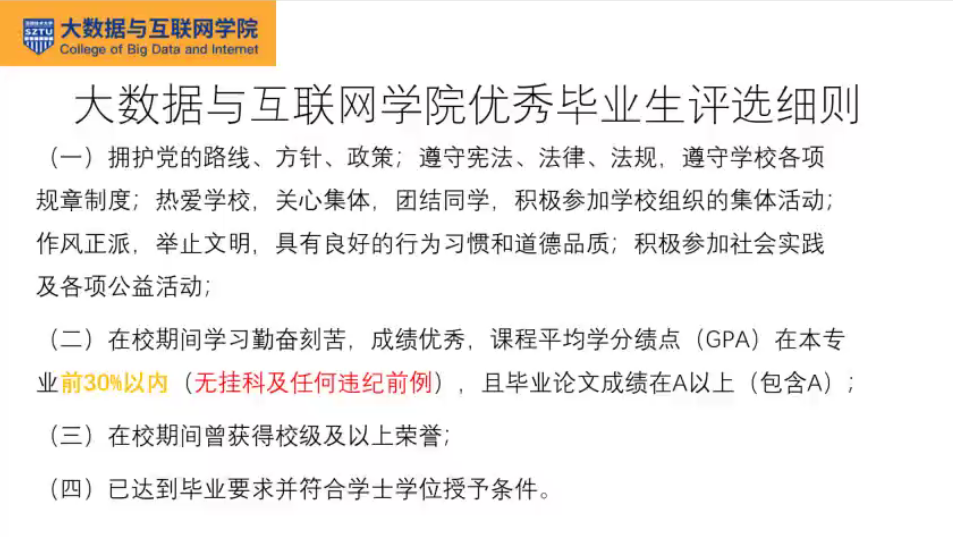 深圳技术大学
SZTU
大数据与互联网学院
College of Big Data and Internet
大数据与互联网学院优秀毕业生评选细则
（一）拥护党的路线、方针、政策；遵守宪法、法律、法规，遵守学校各项
规章制度；热爱学校，关心集体，团结同学，积极参加学校组织的集体活动；
作风正派，举止文明，具有良好的行为习惯和道德品质；积极参加社会实践
及各项公益活动；
（二）在校期间学习勤奋刻苦，成绩优秀，课程平均学分绩点（GPA）在本专
业前30%以内（无挂科及任何违纪前例），且毕业论文成绩在A以上（包含A）；
（三）在校期间曾获得校级及以上荣誉；
（四）已达到毕业要求并符合学士学位授予条件。